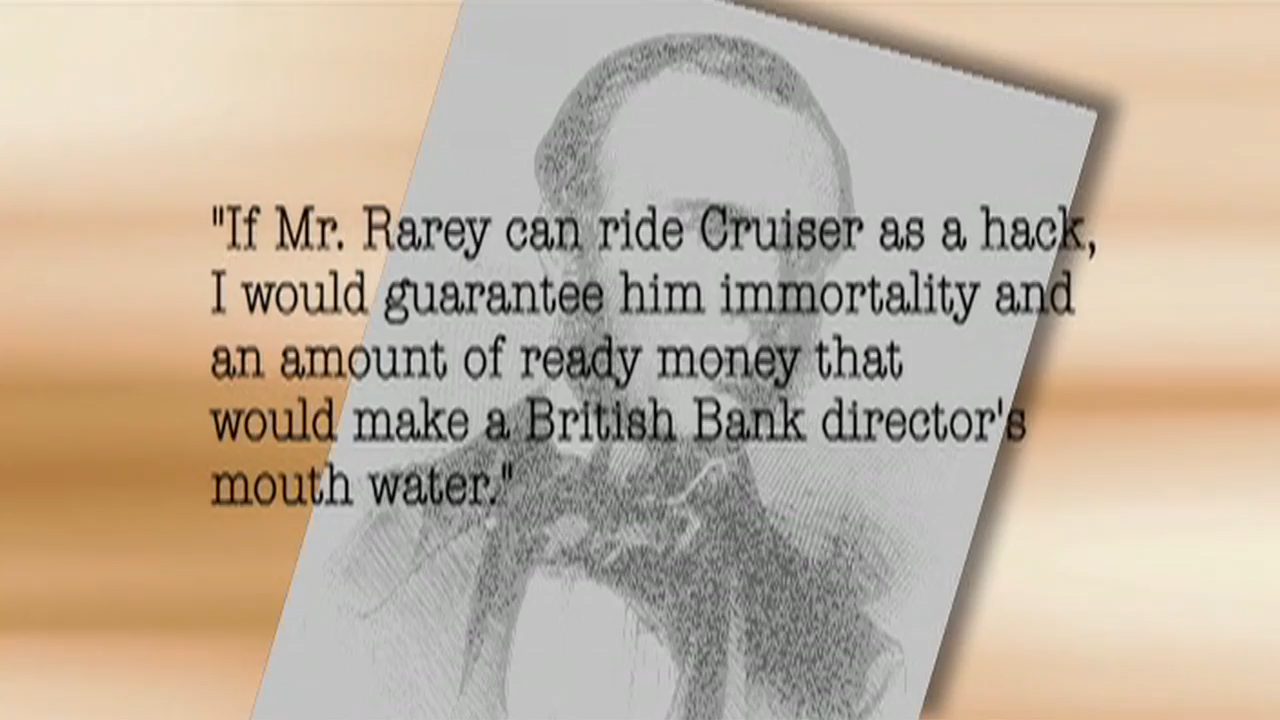 "If Mr. Rarey can ride Cruiser as a hack,
I would guarantee him immortality and
an amount of ready money that
would make a British Bank director's
mouth water."